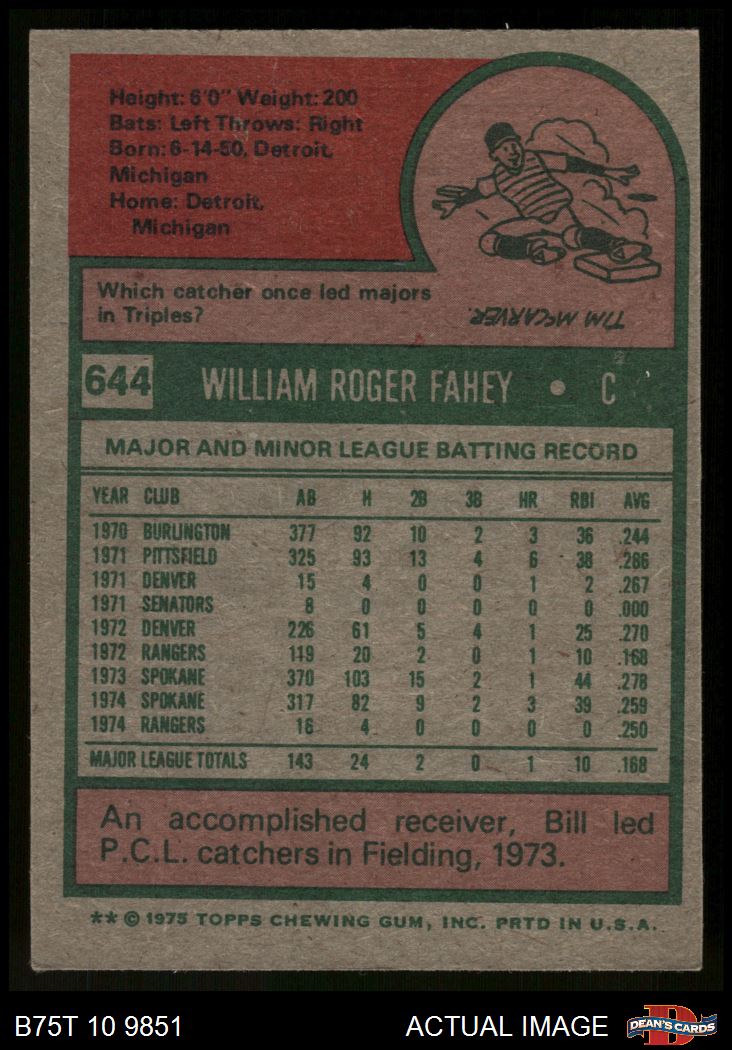 Height: 6'0" Weight: 200
Bats: Left Throws: Right
Born: 6-14-50, Detroit,
Michigan
Home: Detroit,
Michigan
Which catcher once led majors
in Triples?
TIM McCARVER.
644 WILLIAM ROGER FAHEY • C
MAJOR AND MINOR LEAGUE BATTING RECORD
YEAR CLUB AB H 2B 3B HR RBI AVG
1970 BURLINGTON 377 92 10 2 3 36 .244
1971 PITTSFIELD 325 93 13 4 6 38 .286
1971 DENVER 15 4 0 0 1 2 .267
1971 SENATORS 8 0 0 0 0 0 .000
1972 DENVER 226 61 5 4 1 25 .270
1972 RANGERS 119 20 2 0 1 10 .168
1973 SPOKANE 370 103 15 2 1 44 .278
1974 SPOKANE 317 82 9 2 3 39 .259
1974 RANGERS 16 4 0 0 0 0 .250
MAJOR LEAGUE TOTALS 143 24 2 0 1 10 .168
An accomplished receiver, Bill led
P.C.L. catchers in Fielding, 1973.
** © 1975 TOPPS CHEWING GUM, INC. PRTD IN U.S.A.
B75T 10 9851 ACTUAL IMAGE
D
DEAN'S CARDS